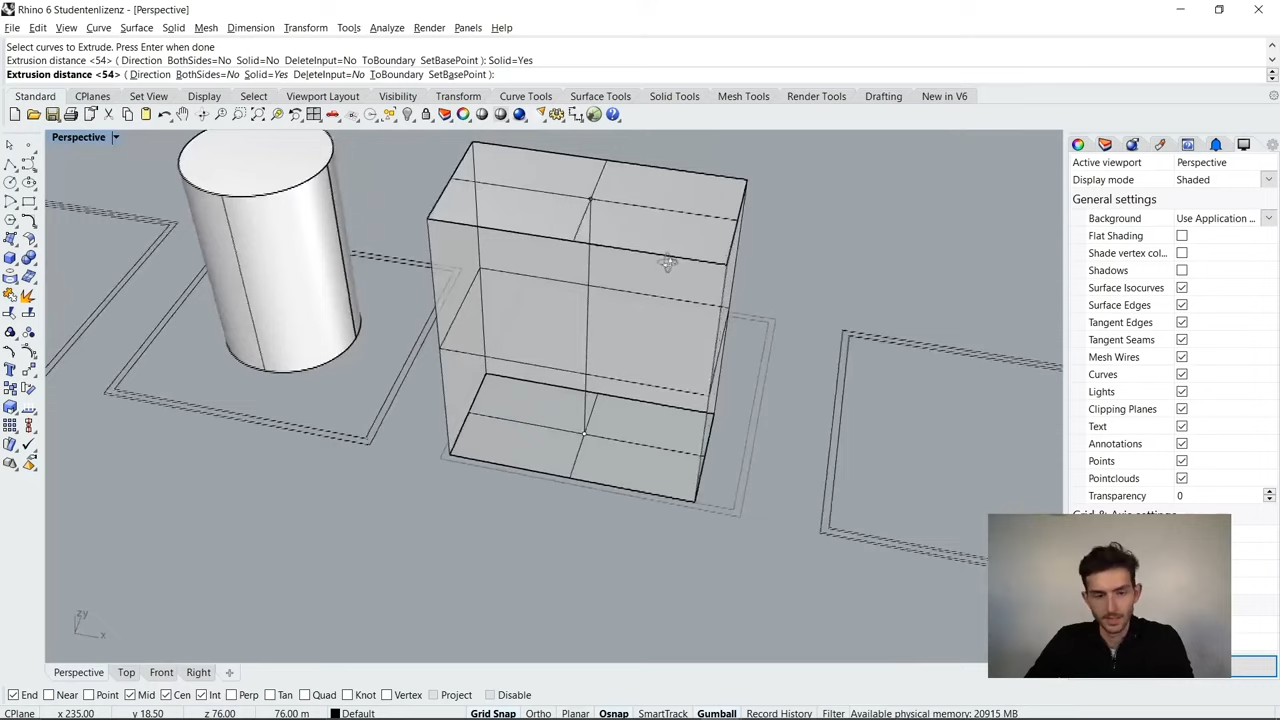 Rhino 6 Studentenlizenz - [Perspective]
File Edit View Curve Surface Solid Mesh Dimension Transform Tools Analyze Render Panels Help
Select curves to Extrude. Press Enter when done
Extrusion distance <54> ( Direction BothSides=No Solid=No DeleteInput=No ToBoundary SetBasePoint ): Solid=Yes
Extrusion distance <54> ( Direction BothSides=No Solid=Yes DeleteInput=No ToBoundary SetBasePoint ):
Standard CPlanes Set View Display Select Viewport Layout Visibility Transform Curve Tools Surface Tools Solid Tools Mesh Tools Render Tools Drafting New in V6
Perspective
Active viewport Perspective
Display mode Shaded
General settings
Background Use Application ...
Flat Shading
Shade vertex col...
Shadows
Surface Isocurves
Surface Edges
Tangent Edges
Tangent Seams
Mesh Wires
Curves
Lights
Clipping Planes
Text
Annotations
Points
Pointclouds
Transparency 0
Grid & Axis settings
zy
x
Perspective Top Front Right
End Near Point Mid Cen Int Perp Tan Quad Knot Vertex Project Disable
CPlane x 235.00 y 18.50 z 76.00 76.00 m Default Grid Snap Ortho Planar Osnap SmartTrack Gumball Record History Filter Available physical memory: 20915 MB